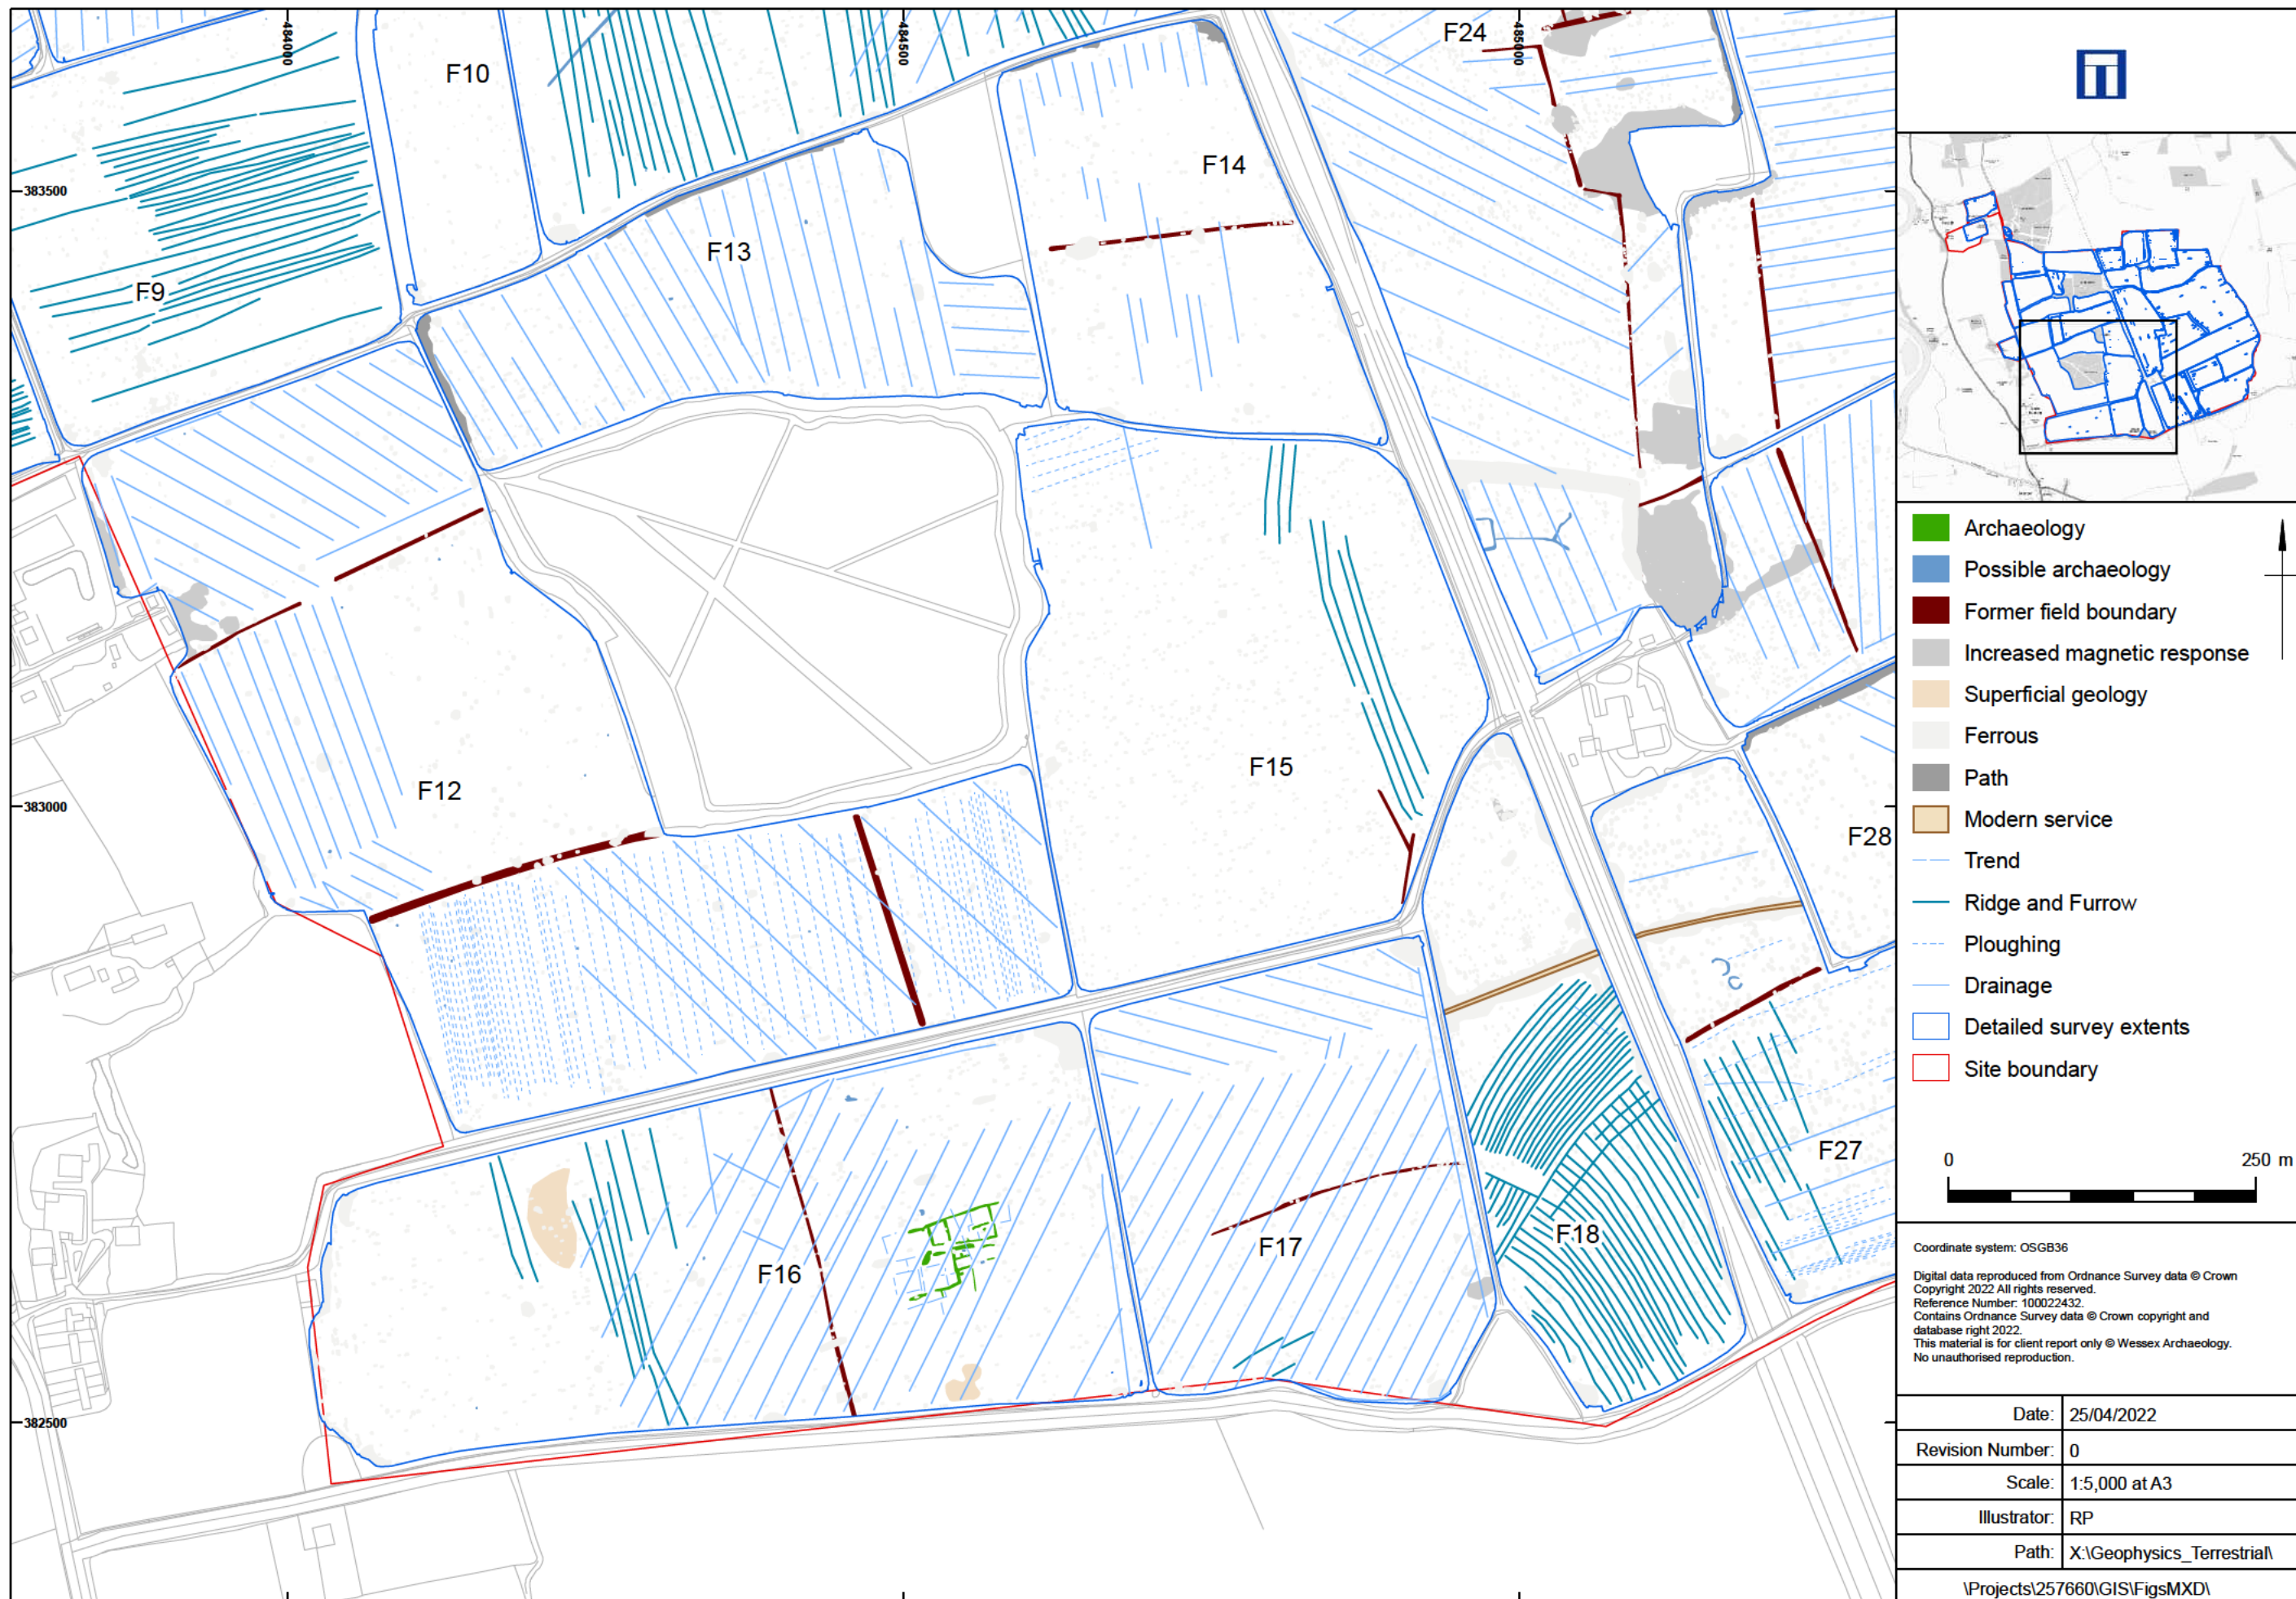 484000
484500
485000
F24
F10
383500
F14
F13
F9
F15
F12
383000
F28
F27
F18
F17
F16
382500
Archaeology
Possible archaeology
Former field boundary
Increased magnetic response
Superficial geology
Ferrous
Path
Modern service
Trend
Ridge and Furrow
Ploughing
Drainage
Detailed survey extents
Site boundary
0 250 m
Coordinate system: OSGB36
Digital data reproduced from Ordnance Survey data © Crown
Copyright 2022 All rights reserved.
Reference Number: 100022432.
Contains Ordnance Survey data © Crown copyright and
database right 2022.
This material is for client report only © Wessex Archaeology.
No unauthorised reproduction.
Date: 25/04/2022
Revision Number: 0
Scale: 1:5,000 at A3
Illustrator: RP
Path: X:\Geophysics_Terrestrial\
\Projects\257660\GIS\FigsMXD\